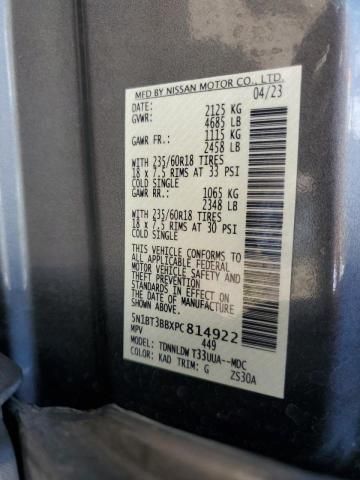 MFD BY NISSAN MOTOR CO., LTD.
DATE: 04/23
GVWR: 2125 KG
4685 LB
GAWR FR.: 1115 KG
2458 LB
WITH 235/60R18 TIRES
18 x 7.5 RIMS AT 33 PSI
COLD SINGLE
GAWR RR.: 1065 KG
2348 LB
WITH 235/60R18 TIRES
18 x 7.5 RIMS AT 30 PSI
COLD SINGLE
THIS VEHICLE CONFORMS TO
ALL APPLICABLE FEDERAL
MOTOR VEHICLE SAFETY AND
THEFT PREVENTION
STANDARDS IN EFFECT ON THE
DATE OF MANUFACTURE
5N1BT3BBXPC814922
MPV 449
MODEL: TDNNLDW T33UUA--MDC
COLOR: KAD TRIM: G ZS30A